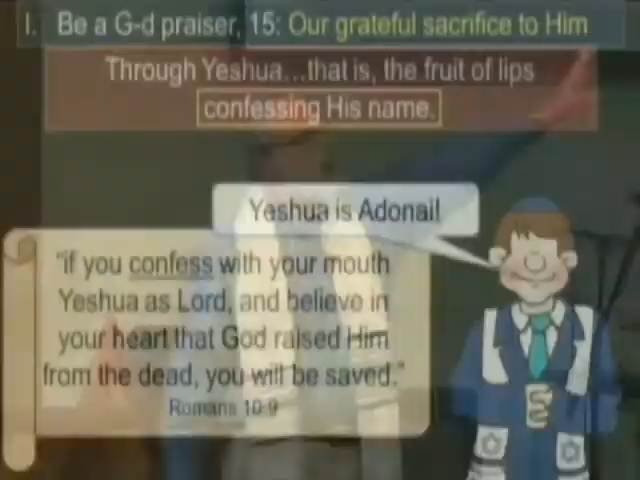 I. Be a G-d praiser, 15: Our grateful sacrifice to Him
Through Yeshua...that is, the fruit of lips
confessing His name.
Yeshua is Adonai!
"if you confess with your mouth
Yeshua as Lord, and believe in
your heart that God raised Him
from the dead, you will be saved."
Romans 10:9